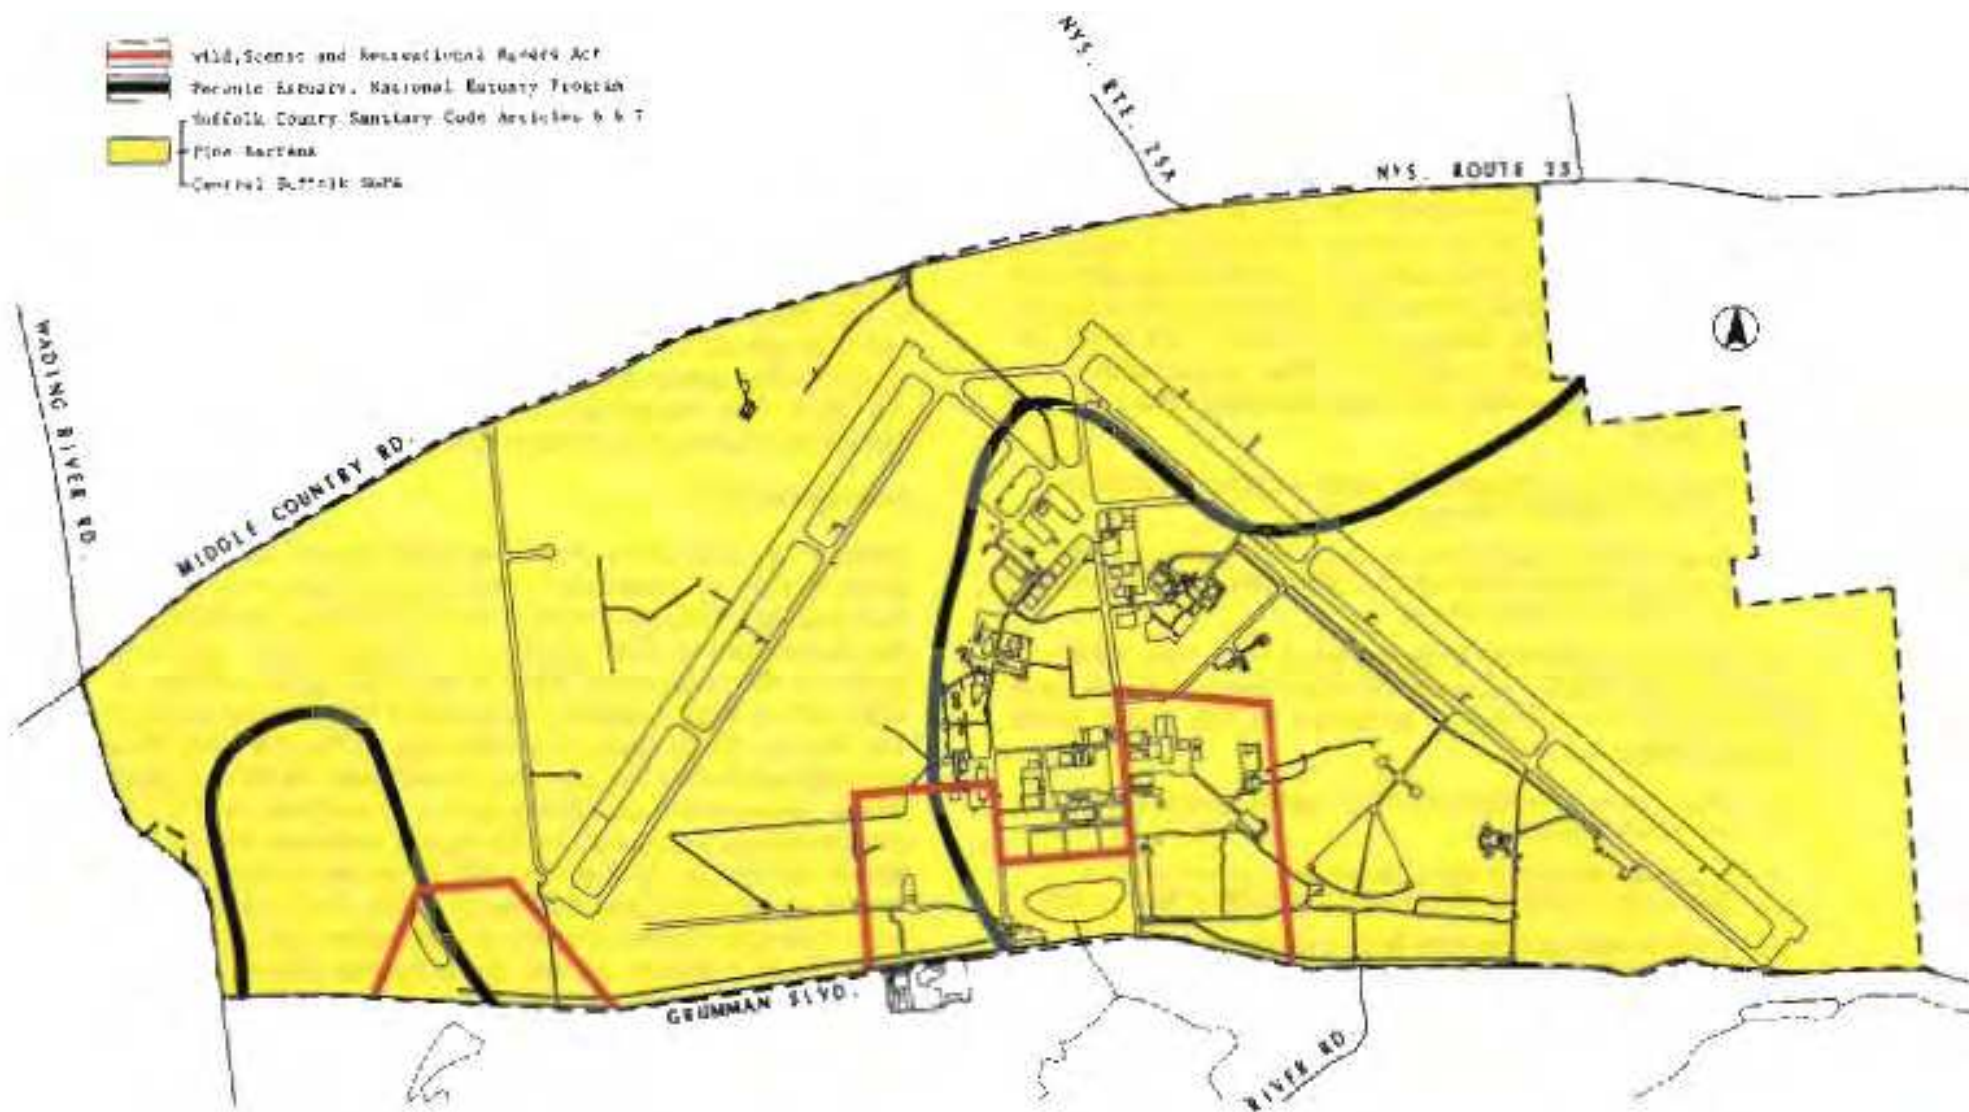 Wild, Scenic and Recreational Rivers Act
Peconic Estuary, National Estuary Program
Suffolk County Sanitary Code Articles 6 & 7
Pine Barrens
Central Suffolk
NYS. RTE. 25A
NYS. ROUTE 25
WADING RIVER RD.
MIDDLE COUNTRY RD.
GRUMMAN BLVD.
RIVER RD.